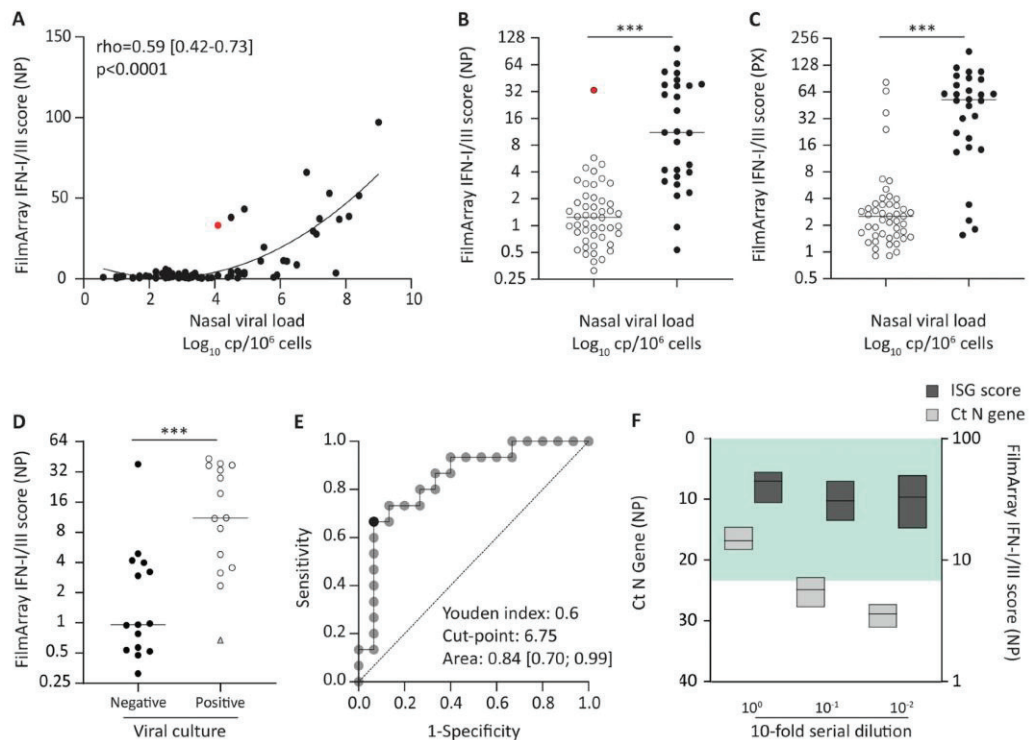 A
FilmArray IFN-I/III score (NP)
150
100
50
0
rho=0.59 [0.42-0.73]
p<0.0001
0 2 4 6 8 10
Nasal viral load
Log₁₀ cp/10⁶ cells
B
***
FilmArray IFN-I/III score (NP)
128
64
32
16
8
4
2
1
0.5
0.25
Nasal viral load
Log₁₀ cp/10⁶ cells
C
***
FilmArray IFN-I/III score (PX)
256
128
64
32
16
8
4
2
1
0.5
Nasal viral load
Log₁₀ cp/10⁶ cells
D
***
FilmArray IFN-I/III score (NP)
64
32
16
8
4
2
1
0.5
0.25
Negative Positive
Viral culture
E
Sensitivity
1.0
0.8
0.6
0.4
0.2
0.0
Youden index: 0.6
Cut-point: 6.75
Area: 0.84 [0.70; 0.99]
0.0 0.2 0.4 0.6 0.8 1.0
1-Specificity
ISG score
Ct N gene
F
Ct N Gene (NP)
0
10
20
30
40
100
10
1
FilmArray IFN-I/III score
(NP)
10⁰ 10⁻¹ 10⁻²
10-fold serial dilution